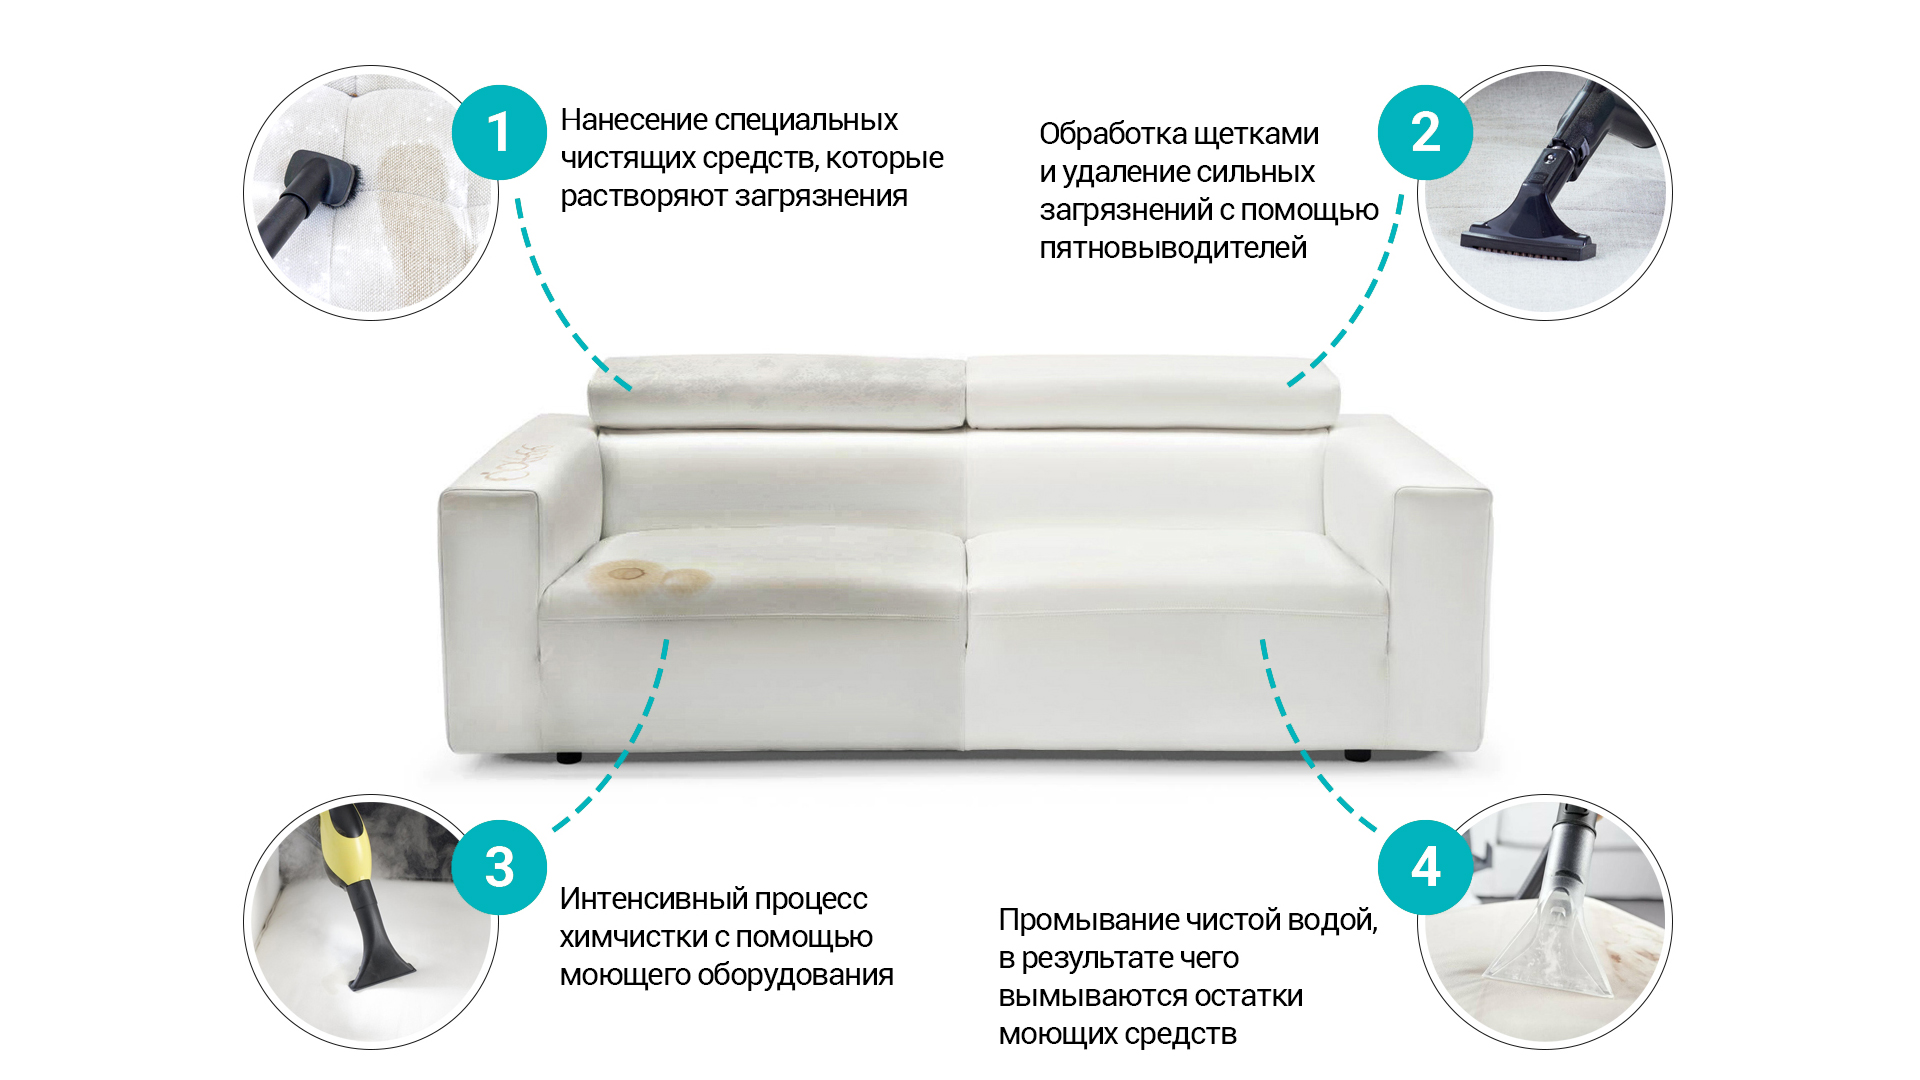 1
Нанесение специальных
чистящих средств, которые
растворяют загрязнения
2
Обработка щетками
и удаление сильных
загрязнений с помощью
пятновыводителей
3
Интенсивный процесс
химчистки с помощью
моющего оборудования
4
Промывание чистой водой,
в результате чего
вымываются остатки
моющих средств